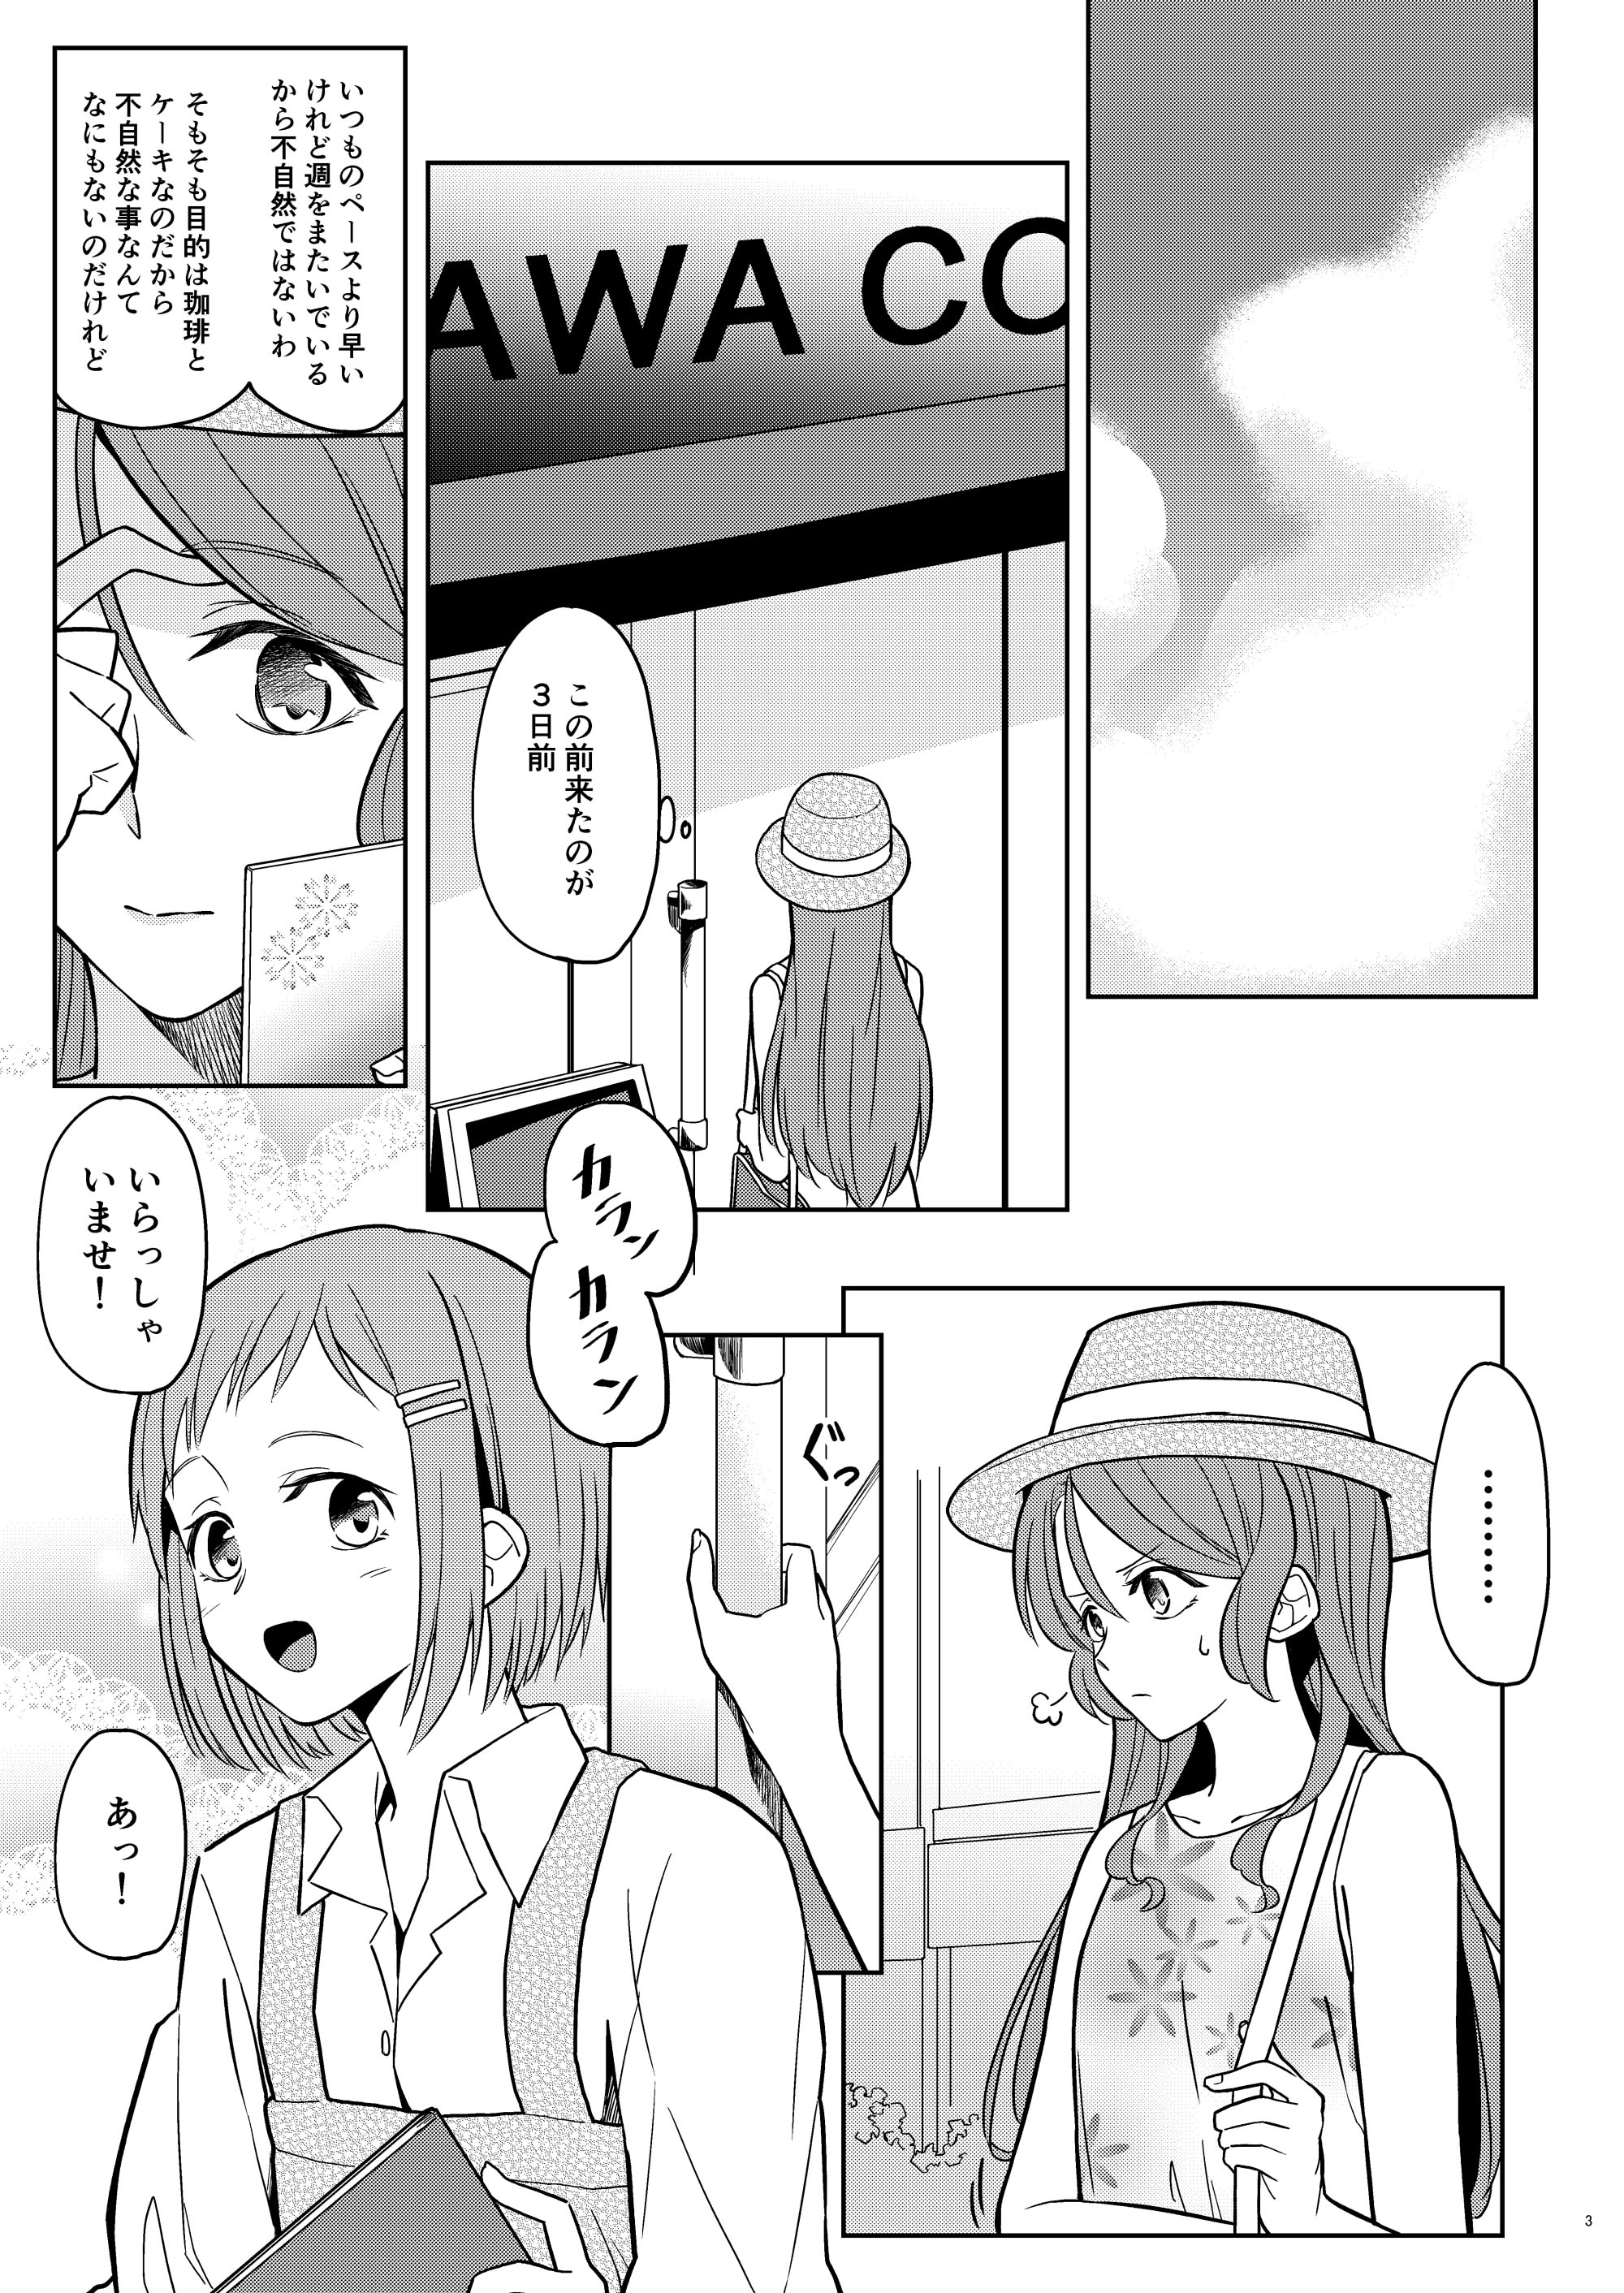 AWA CO
この前来たのが
３日前
いつものペースより早い
けれど週をまたいでいる
から不自然ではないわ
そもそも目的は珈琲と
ケーキなのだから
不自然な事なんて
なにもないのだけれど
………
ぐっ
カラン
カラン
いらっしゃ
いませ！
あっ！
3